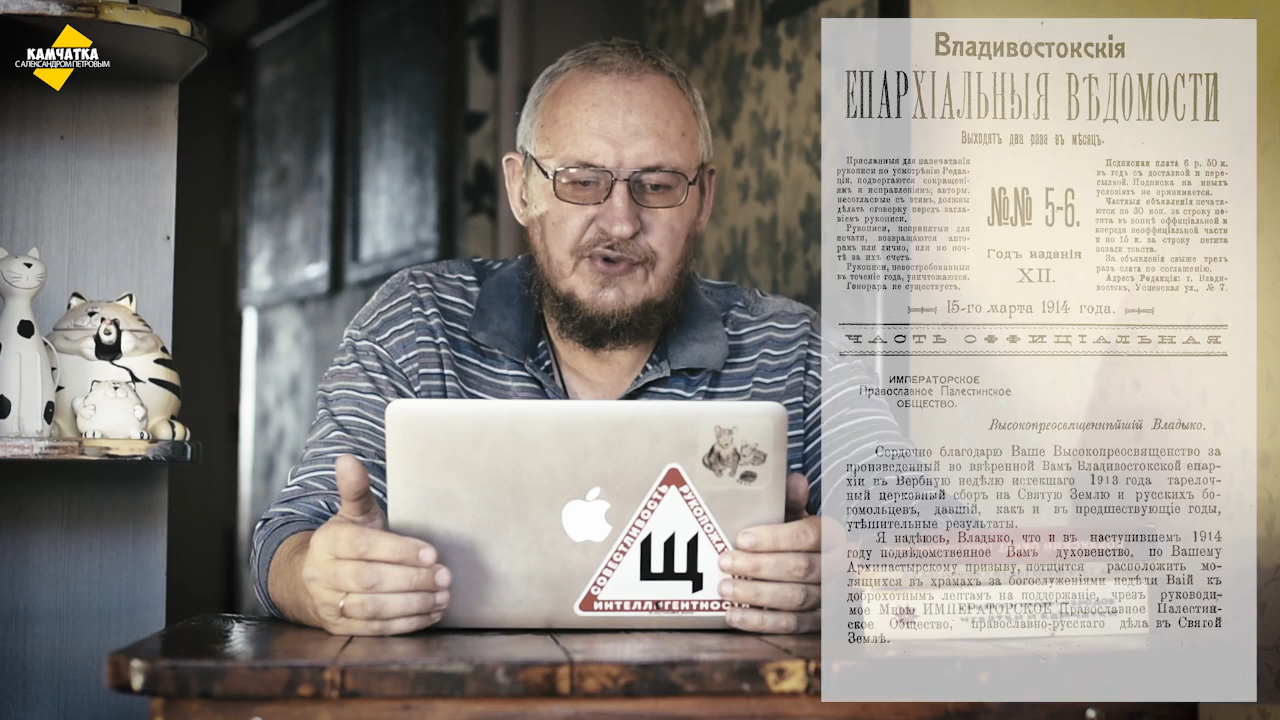 КАМЧАТКА
С АЛЕКСАНДРОМ ПЕТРОВЫМ
СОВЕСТЛИВОСТЬ
РУКОПОЖА
Щ
ИНТЕЛЛИГЕНТНОСТЬ
Владивостокскія
ЕПАРХІАЛЬНЫЯ ВѢДОМОСТИ
Выходятъ два раза въ мѣсяцъ.
Присланныя для напечатанія
рукописи по усмотрѣнію Редак-
ціи, подвергаются сокращені-
ямъ и исправленіямъ; авторы,
несогласные съ этимъ, должны
дѣлать оговорку передъ загла-
віемъ рукописи.
Рукописи, непринятыя для
печати, возвращаются авто-
рамъ или лично, или по поч-
тѣ за ихъ счетъ.
Рукописи, невостребованныя
въ теченіе года, уничтожаются.
Гонорара не существуетъ.
№№ 5-6.
Годъ изданія
XII.
Подписная плата 6 р. 50 к.
въ годъ съ доставкой и пере-
сылкой. Подписка на иныхъ
условіяхъ не принимается.
Частныя объявленія печата-
ются по 30 коп. за строку пе-
тита въ концѣ оффиціальной и
впереди неоффиціальной части
и по 15 к. за строку петита
позади текста.
За объявленія свыше трехъ
разъ плата по соглашенію.
Адресъ Редакціи: г. Влади-
востокъ, Успенская ул., № 7.
15-го марта 1914 года.
ЧАСТЬ ОФФИЦІАЛЬНАЯ
ИМПЕРАТОРСКОЕ
Православное Палестинское
ОБЩЕСТВО.
Высокопреосвященнѣйшій Владыко.
Сердечно благодарю Ваше Высокопреосвященство за
произведенный во ввѣренной Вамъ Владивостокской епар-
хіи въ Вербную недѣлю истекшаго 1913 года тарелоч-
ный церковный сборъ на Святую Землю и русскихъ бо-
гомольцевъ, давшій, какъ и въ предшествующіе годы,
утѣшительные результаты.
Я надѣюсь, Владыко, что и въ наступившемъ 1914
году подвѣдомственное Вамъ духовенство, по Вашему
Архипастырскому призыву, потщится расположить мо-
лящихся въ храмахъ за богослуженіями недѣли Ваій къ
доброхотнымъ лептамъ на поддержаніе, чрезъ руководи-
мое Мною ИМПЕРАТОРСКОЕ Православное Палестин-
ское Общество, православно-русскаго дѣла въ Святой
Землѣ.